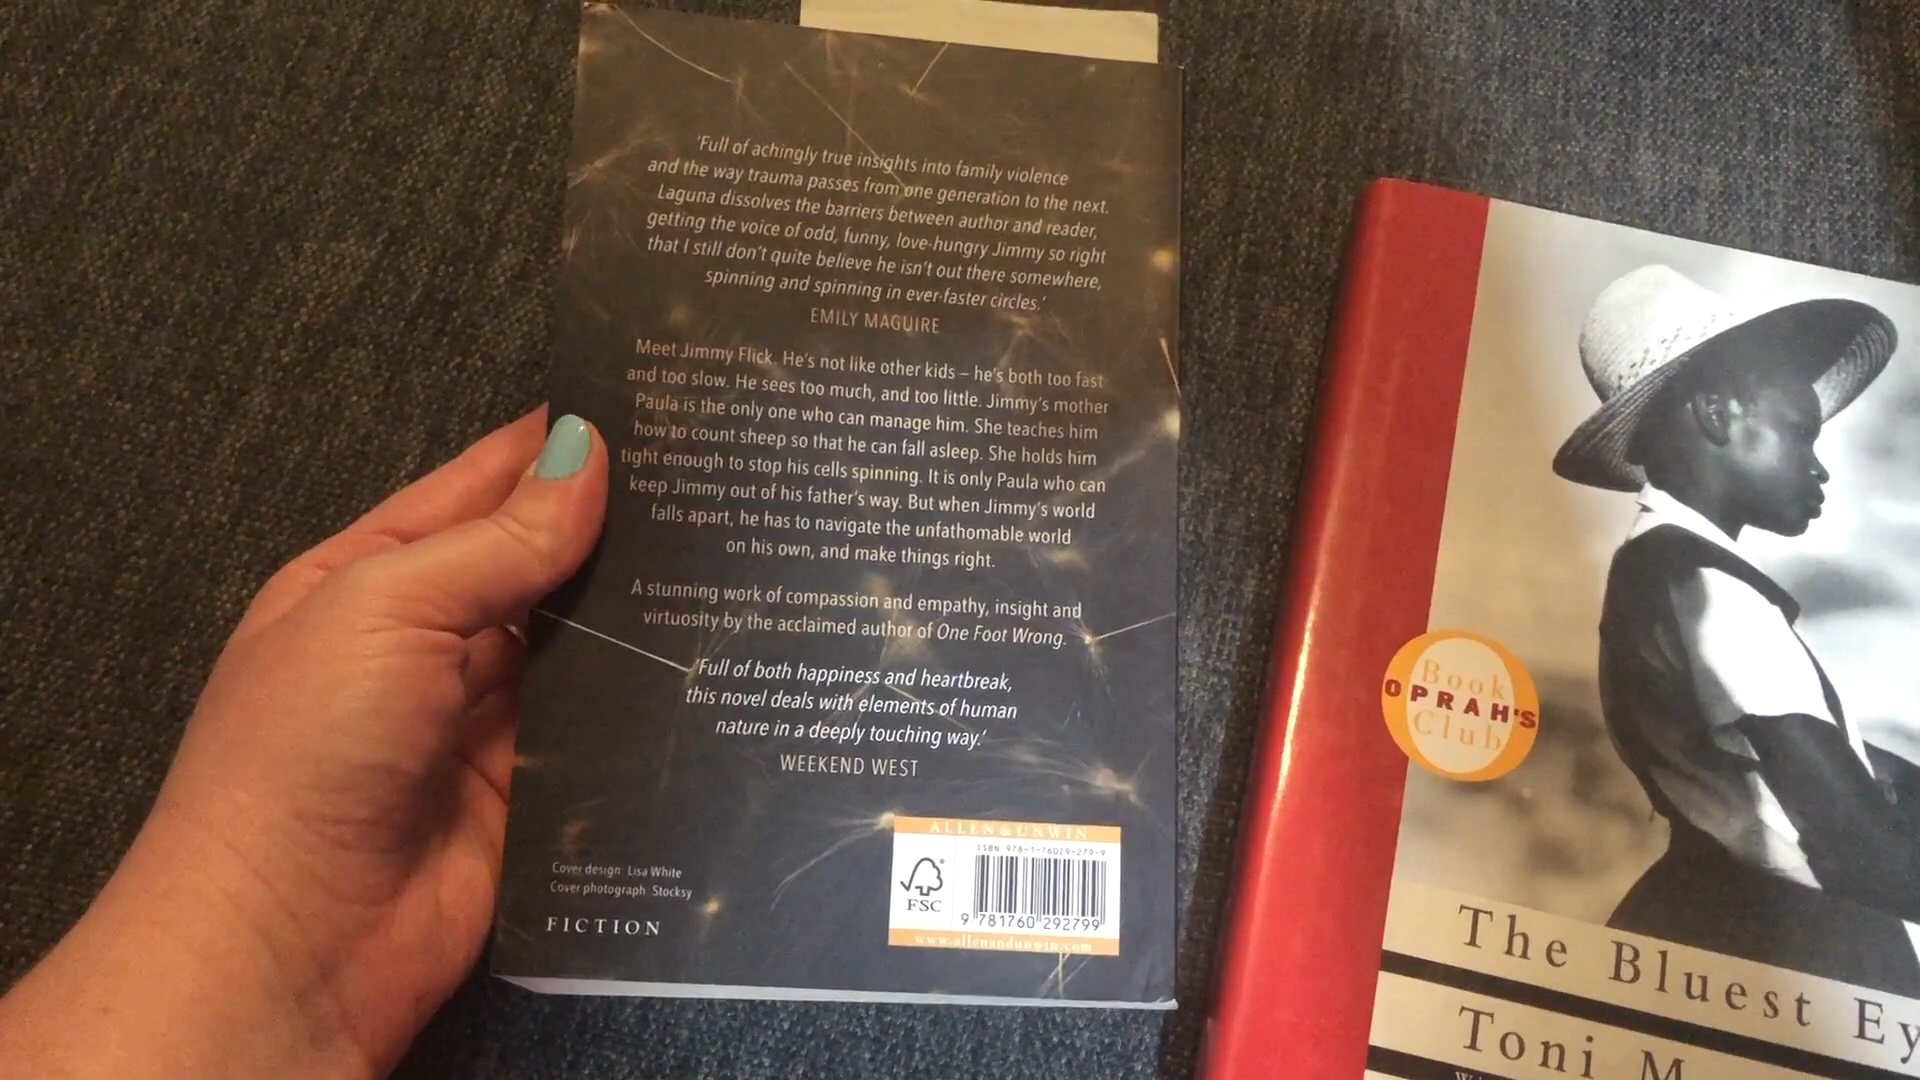 'Full of achingly true insights into family violence
and the way trauma passes from one generation to the next.
Laguna dissolves the barriers between author and reader,
getting the voice of odd, funny, love-hungry Jimmy so right
that I still don't quite believe he isn't out there somewhere,
spinning and spinning in ever-faster circles.'
EMILY MAGUIRE
Meet Jimmy Flick. He's not like other kids – he's both too fast
and too slow. He sees too much, and too little. Jimmy's mother
Paula is the only one who can manage him. She teaches him
how to count sheep so that he can fall asleep. She holds him
tight enough to stop his cells spinning. It is only Paula who can
keep Jimmy out of his father's way. But when Jimmy's world
falls apart, he has to navigate the unfathomable world
on his own, and make things right.
A stunning work of compassion and empathy, insight and
virtuosity by the acclaimed author of One Foot Wrong.
'Full of both happiness and heartbreak,
this novel deals with elements of human
nature in a deeply touching way.'
WEEKEND WEST
Cover design: Lisa White
Cover photograph: Stocksy
FICTION
ALLEN & UNWIN
ISBN 978-1-76029-279-9
FSC
9 781760 292799
www.allenandunwin.com
Book
OPRAH'S
Club
The Bluest Ey
Toni M